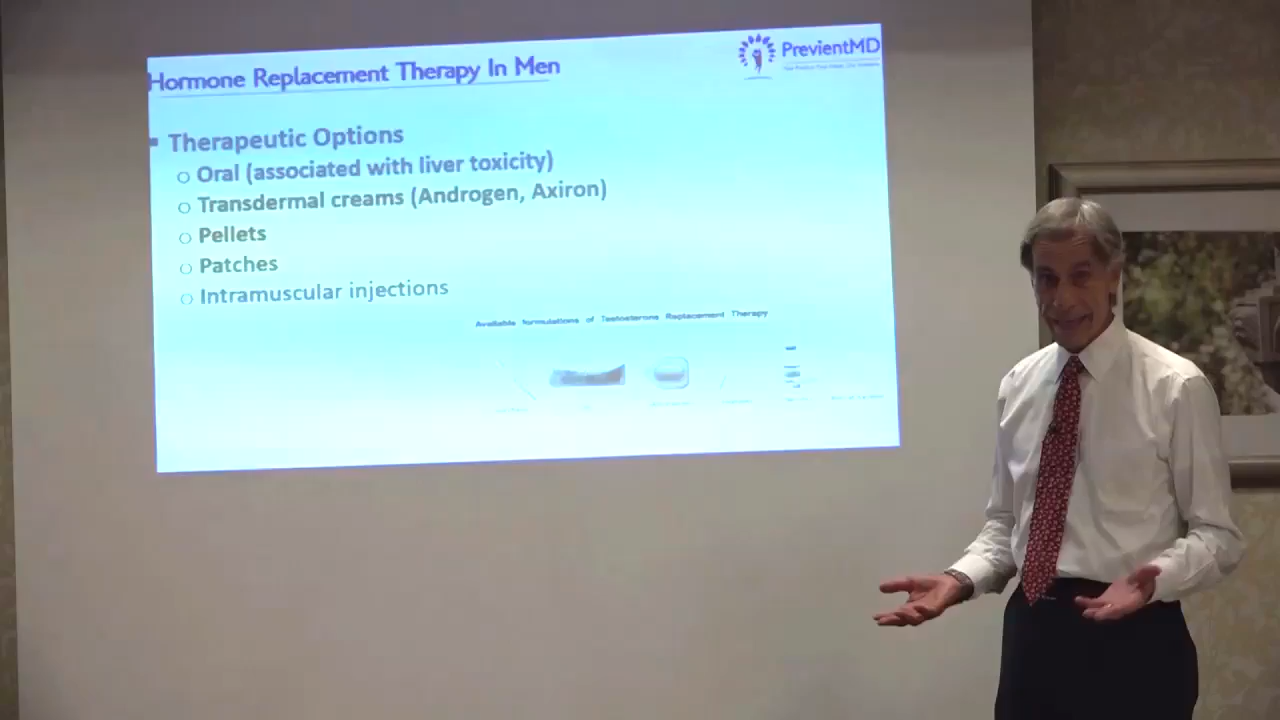 Hormone Replacement Therapy In Men
PrevientMD
Therapeutic Options
Oral (associated with liver toxicity)
Transdermal creams (Androgen, Axiron)
Pellets
Patches
Intramuscular injections
Available formulations of Testosterone Replacement Therapy